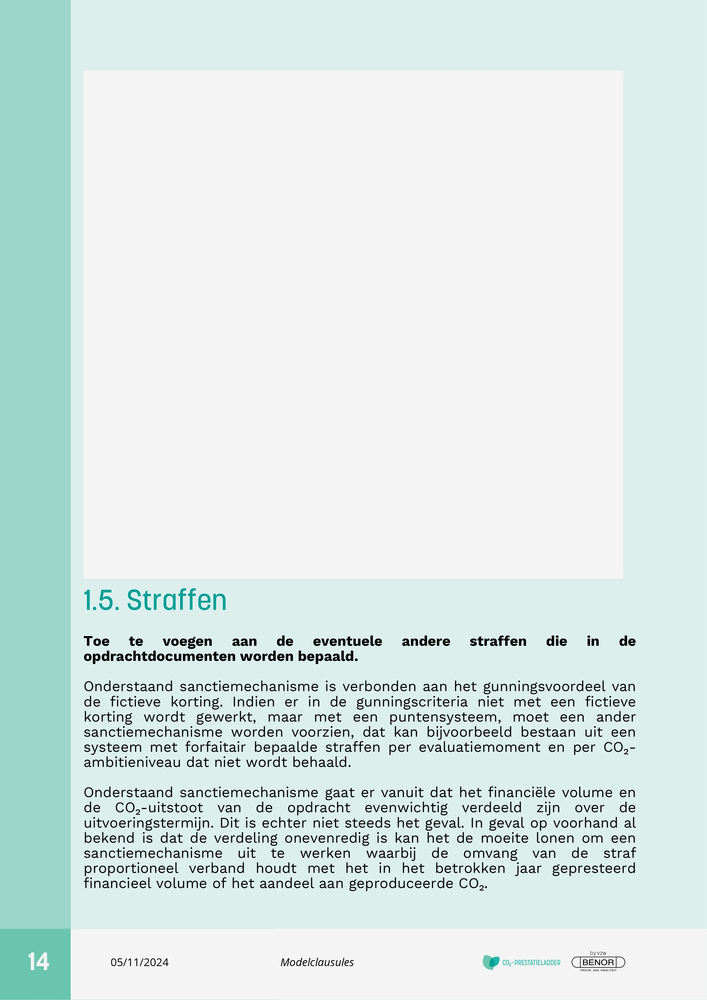 1.5. Straffen
Toe te voegen aan de eventuele andere straffen die in de
opdrachtdocumenten worden bepaald.
Onderstaand sanctiemechanisme is verbonden aan het gunningsvoordeel van
de fictieve korting. Indien er in de gunningscriteria niet met een fictieve
korting wordt gewerkt, maar met een puntensysteem, moet een ander
sanctiemechanisme worden voorzien, dat kan bijvoorbeeld bestaan uit een
systeem met forfaitair bepaalde straffen per evaluatiemoment en per CO₂-
ambitieniveau dat niet wordt behaald.
Onderstaand sanctiemechanisme gaat er vanuit dat het financiële volume en
de CO₂-uitstoot van de opdracht evenwichtig verdeeld zijn over de
uitvoeringstermijn. Dit is echter niet steeds het geval. In geval op voorhand al
bekend is dat de verdeling onevenredig is kan het de moeite lonen om een
sanctiemechanisme uit te werken waarbij de omvang van de straf
proportioneel verband houdt met het in het betrokken jaar gepresteerd
financieel volume of het aandeel aan geproduceerde CO₂.
14
05/11/2024
Modelclausules
CO₂-PRESTATIELADDER
by vzw
BENOR
TROUW AAN KWALITEIT